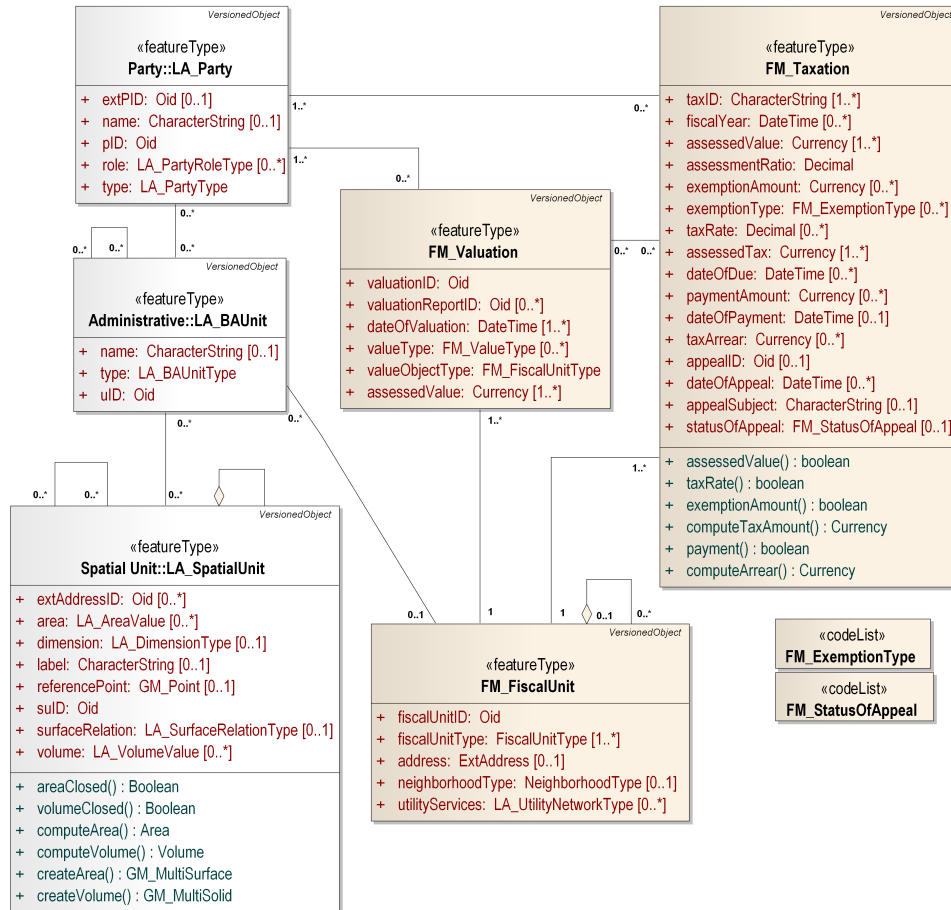 VersionedObject
«featureType»
Party::LA_Party
+ extPID: Oid [0..1]
+ name: CharacterString [0..1]
+ pID: Oid
+ role: LA_PartyRoleType [0..*]
+ type: LA_PartyType
1..*
0..*
1..*
0..*
0..*
0..*
0..*
0..*
VersionedObject
«featureType»
FM_Taxation
+ taxID: CharacterString [1..*]
+ fiscalYear: DateTime [0..*]
+ assessedValue: Currency [1..*]
+ assessmentRatio: Decimal
+ exemptionAmount: Currency [0..*]
+ exemptionType: FM_ExemptionType [0..*]
+ taxRate: Decimal [0..*]
+ assessedTax: Currency [1..*]
+ dateOfDue: DateTime [0..*]
+ paymentAmount: Currency [0..*]
+ dateOfPayment: DateTime [0..1]
+ taxArrear: Currency [0..*]
+ appealID: Oid [0..1]
+ dateOfAppeal: DateTime [0..*]
+ appealSubject: CharacterString [0..1]
+ statusOfAppeal: FM_StatusOfAppeal [0..1]
+ assessedValue() : boolean
+ taxRate() : boolean
+ exemptionAmount() : boolean
+ computeTaxAmount() : Currency
+ payment() : boolean
+ computeArrear() : Currency
VersionedObject
«featureType»
FM_Valuation
+ valuationID: Oid
+ valuationReportID: Oid [0..*]
+ dateOfValuation: DateTime [1..*]
+ valueType: FM_ValueType [0..*]
+ valueObjectType: FM_FiscalUnitType
+ assessedValue: Currency [1..*]
0..*
0..*
1..*
1..*
VersionedObject
«featureType»
Administrative::LA_BAUnit
+ name: CharacterString [0..1]
+ type: LA_BAUnitType
+ uID: Oid
0..*
0..*
0..*
0..*
0..*
VersionedObject
«featureType»
Spatial Unit::LA_SpatialUnit
+ extAddressID: Oid [0..*]
+ area: LA_AreaValue [0..*]
+ dimension: LA_DimensionType [0..1]
+ label: CharacterString [0..1]
+ referencePoint: GM_Point [0..1]
+ suID: Oid
+ surfaceRelation: LA_SurfaceRelationType [0..1]
+ volume: LA_VolumeValue [0..*]
+ areaClosed() : Boolean
+ volumeClosed() : Boolean
+ computeArea() : Area
+ computeVolume() : Volume
+ createArea() : GM_MultiSurface
+ createVolume() : GM_MultiSolid
0..1
1
1
0..1
0..*
VersionedObject
«featureType»
FM_FiscalUnit
+ fiscalUnitID: Oid
+ fiscalUnitType: FiscalUnitType [1..*]
+ address: ExtAddress [0..1]
+ neighborhoodType: NeighborhoodType [0..1]
+ utilityServices: LA_UtilityNetworkType [0..*]
«codeList»
FM_ExemptionType
«codeList»
FM_StatusOfAppeal